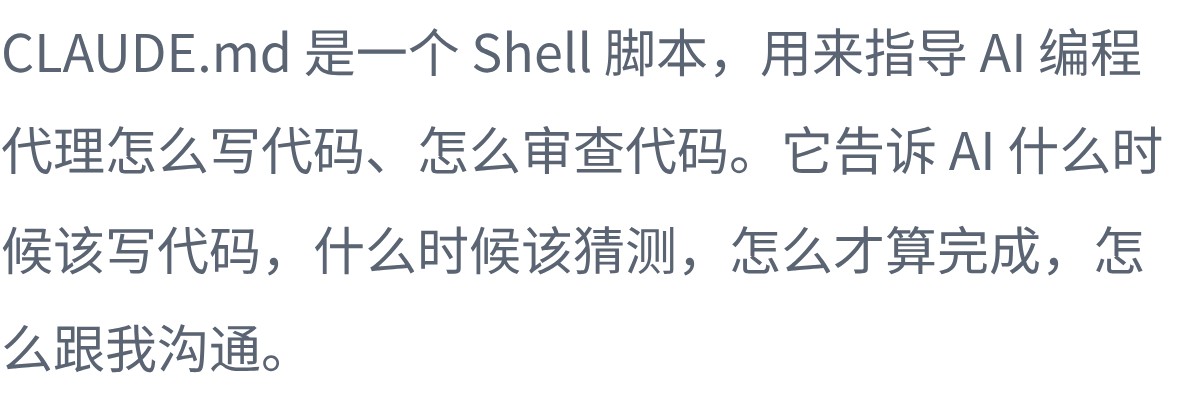 CLAUDE.md 是一个 Shell 脚本，用来指导 AI 编程
代理怎么写代码、怎么审查代码。它告诉 AI 什么时
候该写代码，什么时候该猜测，怎么才算完成，怎
么跟我沟通。